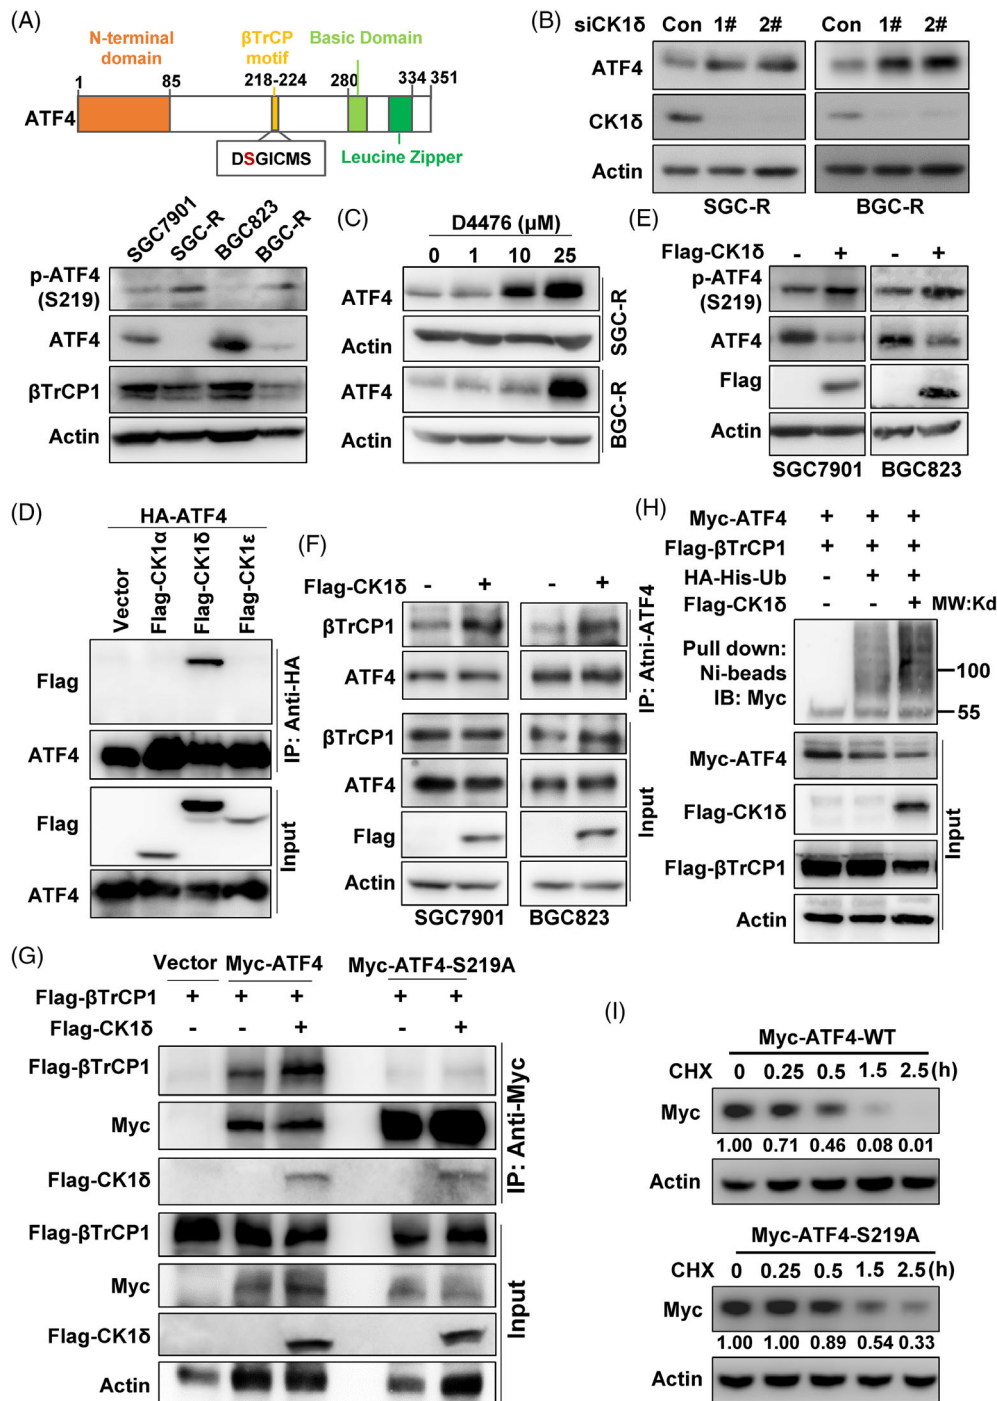 (A)
N-terminal domain
βTrCP motif
Basic Domain
1 85 218-224 280 334 351
ATF4
DSGICMS
Leucine Zipper
SGC7901 SGC-R BGC823 BGC-R
p-ATF4 (S219)
ATF4
βTrCP1
Actin
(B)
siCK1δ Con 1# 2# Con 1# 2#
ATF4
CK1δ
Actin
SGC-R BGC-R
(C)
D4476 (μM)
0 1 10 25
ATF4
Actin
SGC-R
ATF4
Actin
BGC-R
(E)
Flag-CK1δ - + - +
p-ATF4 (S219)
ATF4
Flag
Actin
SGC7901 BGC823
(D)
HA-ATF4
Vector Flag-CK1α Flag-CK1δ Flag-CK1ε
Flag
ATF4
IP: Anti-HA
Flag
ATF4
Input
(F)
Flag-CK1δ - + - +
βTrCP1
ATF4
IP: Atni-ATF4
βTrCP1
ATF4
Flag
Actin
Input
SGC7901 BGC823
(H)
Myc-ATF4 + + +
Flag-βTrCP1 + + +
HA-His-Ub - + +
Flag-CK1δ - - + MW:Kd
Pull down:
Ni-beads
IB: Myc
100
55
Myc-ATF4
Flag-CK1δ
Flag-βTrCP1
Actin
Input
(G)
Vector Myc-ATF4 Myc-ATF4-S219A
Flag-βTrCP1 + + + + +
Flag-CK1δ - - + - +
Flag-βTrCP1
Myc
Flag-CK1δ
IP: Anti-Myc
Flag-βTrCP1
Myc
Flag-CK1δ
Actin
Input
(I)
Myc-ATF4-WT
CHX 0 0.25 0.5 1.5 2.5(h)
Myc
1.00 0.71 0.46 0.08 0.01
Actin
Myc-ATF4-S219A
CHX 0 0.25 0.5 1.5 2.5(h)
Myc
1.00 1.00 0.89 0.54 0.33
Actin